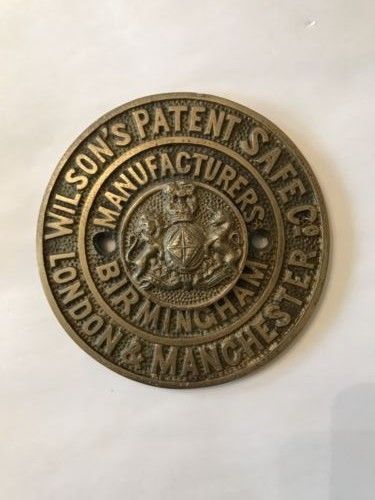 WILSON'S PATENT SAFE Co
LONDON & MANCHESTER
MANUFACTURERS
BIRMINGHAM